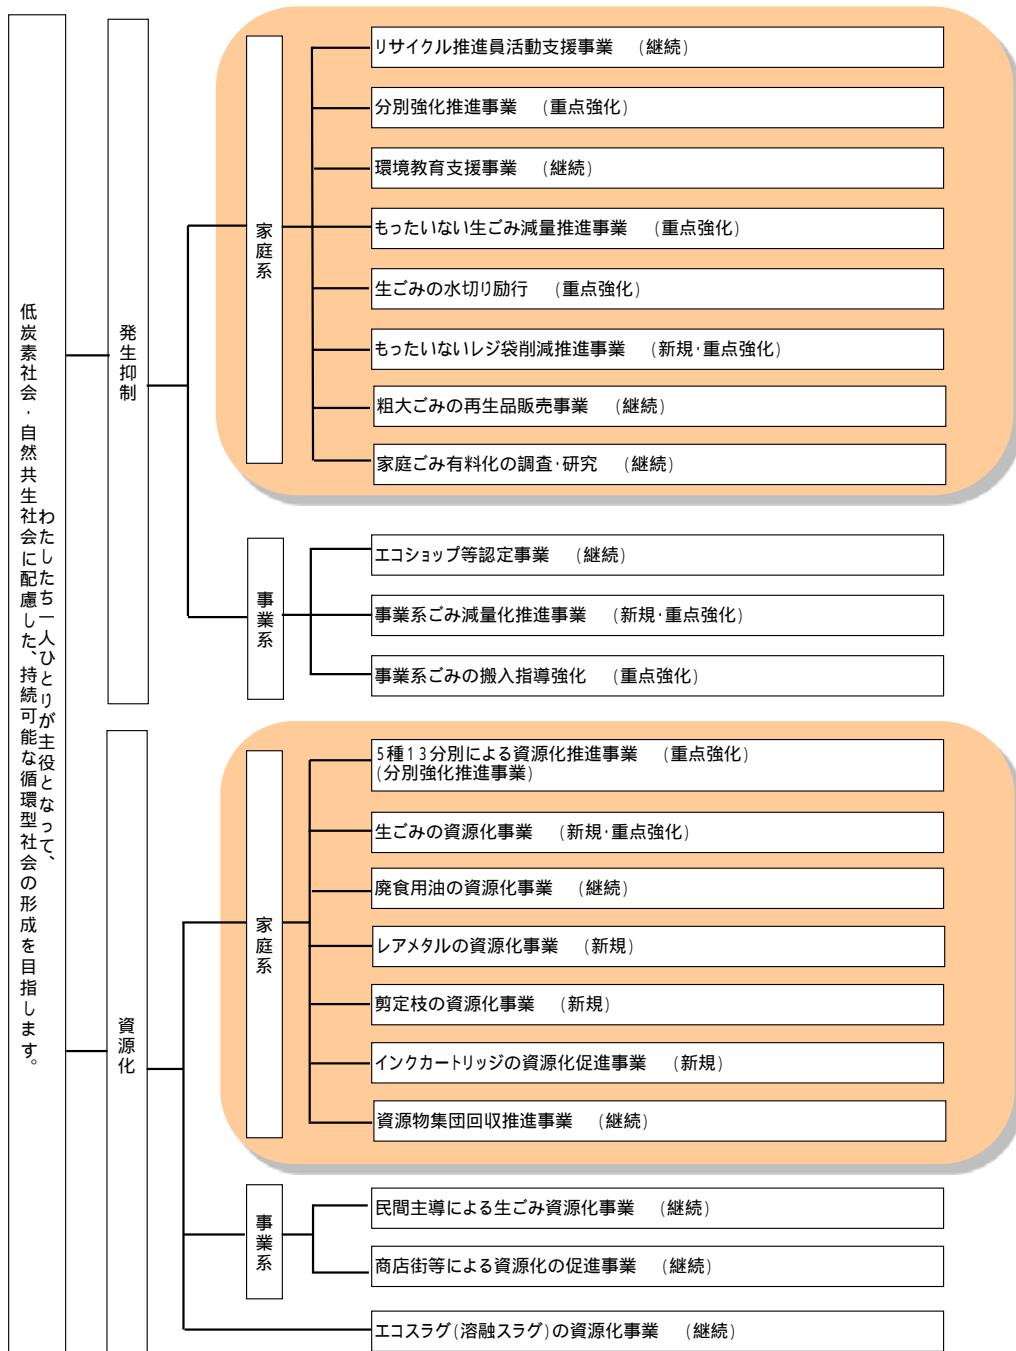 わたしたち一人ひとりが主役となって、
低炭素社会・自然共生社会に配慮した、持続可能な循環型社会の形成を目指します。
発生抑制
家庭系
リサイクル推進員活動支援事業　(継続)
分別強化推進事業　(重点強化)
環境教育支援事業　(継続)
もったいない生ごみ減量推進事業　(重点強化)
生ごみの水切り励行　(重点強化)
もったいないレジ袋削減推進事業　(新規・重点強化)
粗大ごみの再生品販売事業　(継続)
家庭ごみ有料化の調査・研究　(継続)
事業系
エコショップ等認定事業　(継続)
事業系ごみ減量化推進事業　(新規・重点強化)
事業系ごみの搬入指導強化　(重点強化)
資源化
家庭系
5種13分別による資源化推進事業　(重点強化)
(分別強化推進事業)
生ごみの資源化事業　(新規・重点強化)
廃食用油の資源化事業　(継続)
レアメタルの資源化事業　(新規)
剪定枝の資源化事業　(新規)
インクカートリッジの資源化促進事業　(新規)
資源物集団回収推進事業　(継続)
事業系
民間主導による生ごみ資源化事業　(継続)
商店街等による資源化の促進事業　(継続)
エコスラグ(溶融スラグ)の資源化事業　(継続)